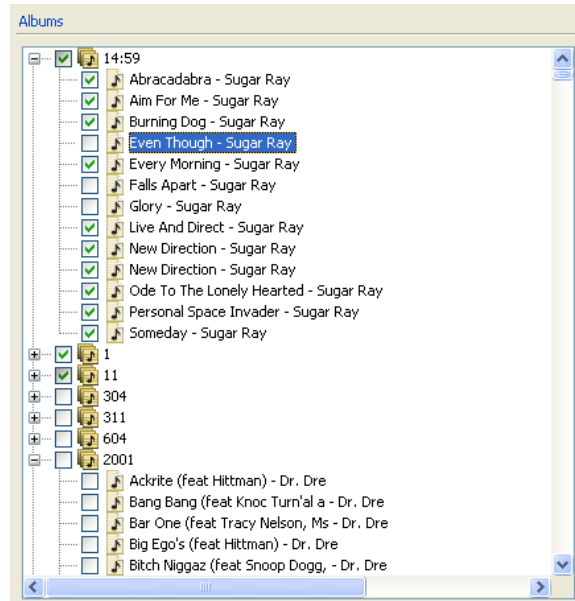 Albums
14:59
Abracadabra - Sugar Ray
Aim For Me - Sugar Ray
Burning Dog - Sugar Ray
Even Though - Sugar Ray
Every Morning - Sugar Ray
Falls Apart - Sugar Ray
Glory - Sugar Ray
Live And Direct - Sugar Ray
New Direction - Sugar Ray
New Direction - Sugar Ray
Ode To The Lonely Hearted - Sugar Ray
Personal Space Invader - Sugar Ray
Someday - Sugar Ray
1
11
304
311
604
2001
Ackrite (feat Hittman) - Dr. Dre
Bang Bang (feat Knoc Turn'al a - Dr. Dre
Bar One (feat Tracy Nelson, Ms - Dr. Dre
Big Ego's (feat Hittman) - Dr. Dre
Bitch Niggaz (feat Snoop Dogg, - Dr. Dre